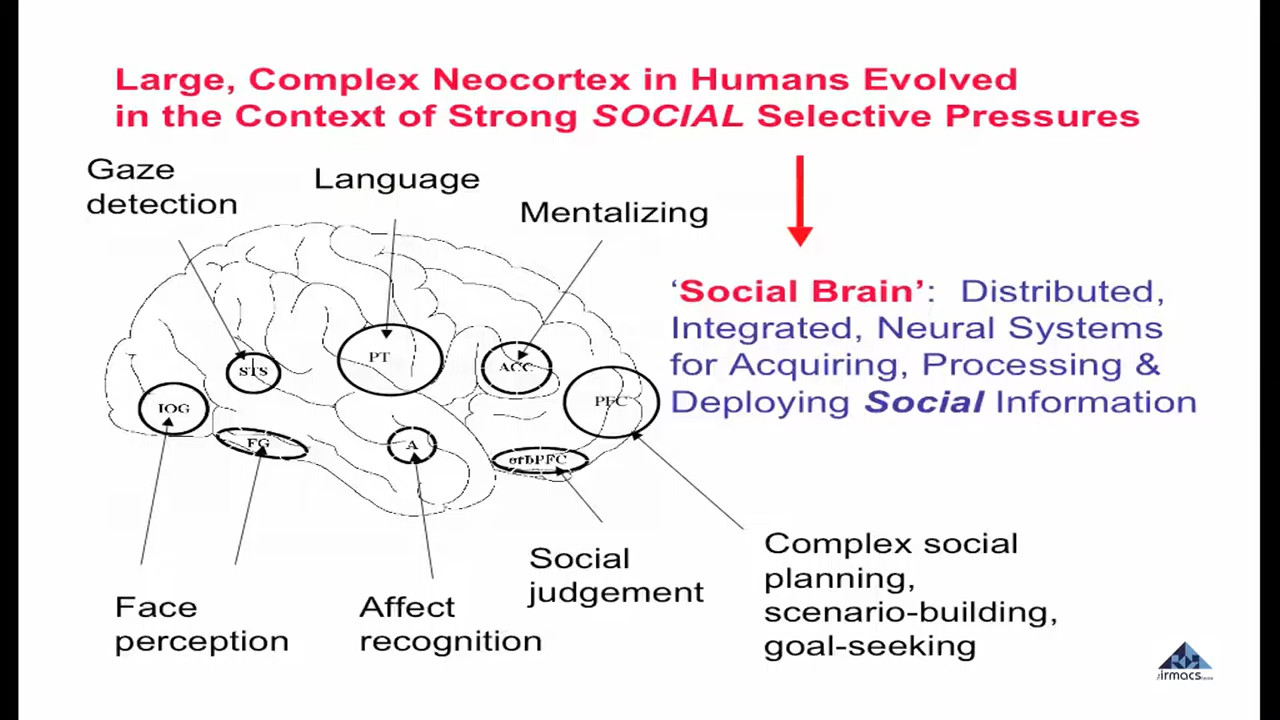 Large, Complex Neocortex in Humans Evolved
in the Context of Strong SOCIAL Selective Pressures
Gaze
detection
Language
Mentalizing
‘Social Brain’: Distributed,
Integrated, Neural Systems
for Acquiring, Processing &
Deploying Social Information
PT
STS
ACC
PFC
IOG
FG
A
orbPFC
Face
perception
Affect
recognition
Social
judgement
Complex social
planning,
scenario-building,
goal-seeking
irmacs